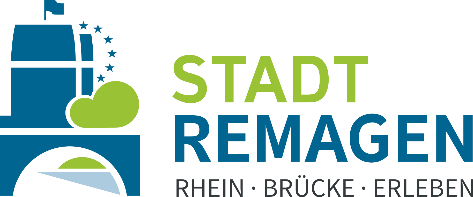 STADT
REMAGEN
RHEIN · BRÜCKE · ERLEBEN